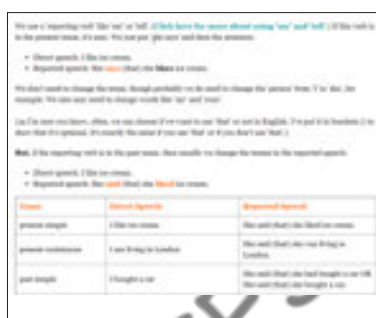 We use a 'reporting verb' like 'say' or 'tell'. (Click here for more about using 'say' and 'tell'.) If this verb is
in the present tense, it's easy. We just put 'she says' and then the sentence:
Direct speech: I like ice cream.
Reported speech: She says (that) she likes ice cream.
We don't need to change the tense, though probably we do need to change the 'person' from 'I' to 'she', for
example. We also may need to change words like 'my' and 'your'.
(As I'm sure you know, often, we can choose if we want to use 'that' or not in English. I've put it in brackets () to
show that it's optional. It's exactly the same if you use 'that' or if you don't use 'that'.)
But, if the reporting verb is in the past tense, then usually we change the tenses in the reported speech:
Direct speech: I like ice cream.
Reported speech: She said (that) she liked ice cream.
Tense Direct Speech Reported Speech
present simple I like ice cream She said (that) she liked ice cream.
present continuous I am living in London She said (that) she was living in
London.
past simple I bought a car She said (that) she had bought a car OR
She said (that) she bought a car.